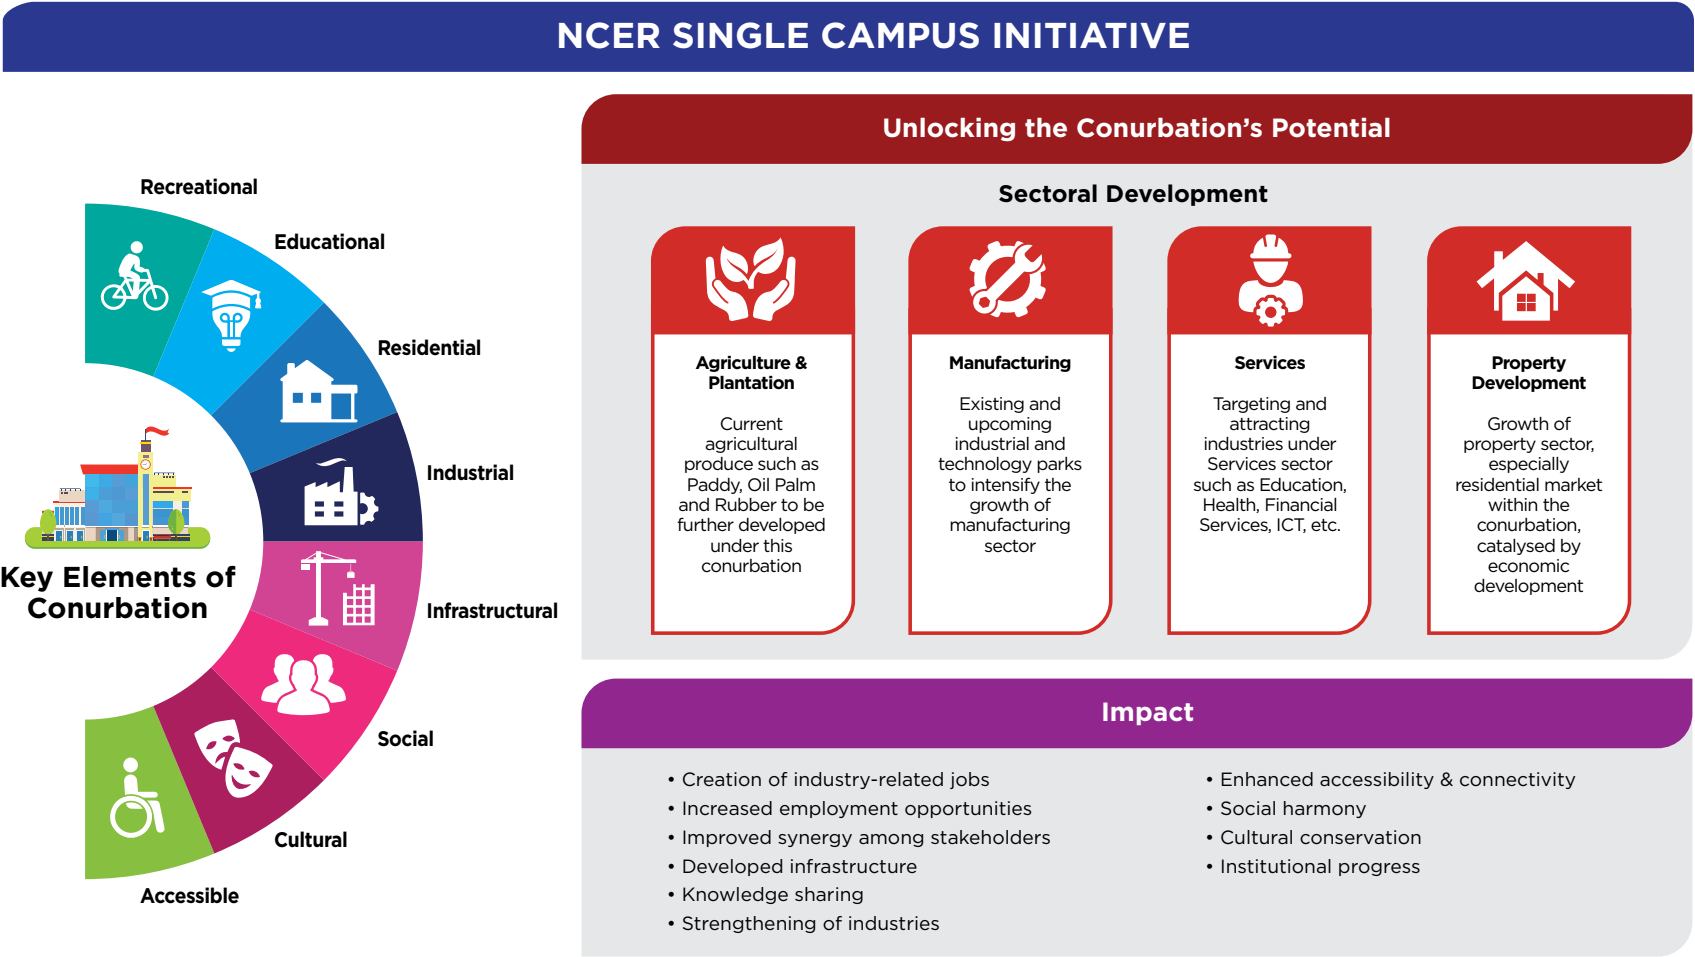 NCER SINGLE CAMPUS INITIATIVE
Recreational
Educational
Residential
Industrial
Infrastructural
Social
Cultural
Accessible
Key Elements of
Conurbation
Unlocking the Conurbation’s Potential
Sectoral Development
Agriculture &
Plantation
Current
agricultural
produce such as
Paddy, Oil Palm
and Rubber to be
further developed
under this
conurbation
Manufacturing
Existing and
upcoming
industrial and
technology parks
to intensify the
growth of
manufacturing
sector
Services
Targeting and
attracting
industries under
Services sector
such as Education,
Health, Financial
Services, ICT, etc.
Property
Development
Growth of
property sector,
especially
residential market
within the
conurbation,
catalysed by
economic
development
Impact
• Creation of industry-related jobs
• Increased employment opportunities
• Improved synergy among stakeholders
• Developed infrastructure
• Knowledge sharing
• Strengthening of industries
• Enhanced accessibility & connectivity
• Social harmony
• Cultural conservation
• Institutional progress